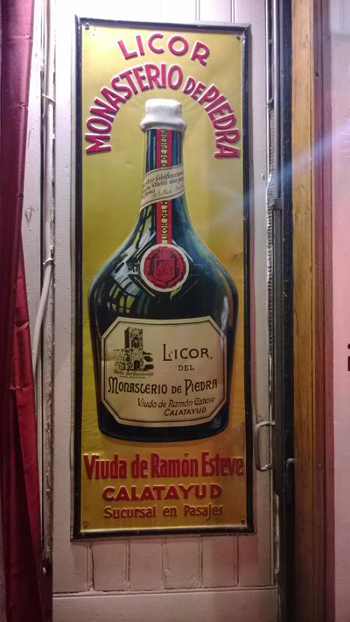 LICOR
MONASTERIO DE PIEDRA
LICOR
DEL
MONASTERIO DE PIEDRA
Viuda de Ramón Esteve
CALATAYUD
Viuda de Ramón Esteve
CALATAYUD
Sucursal en Pasajes